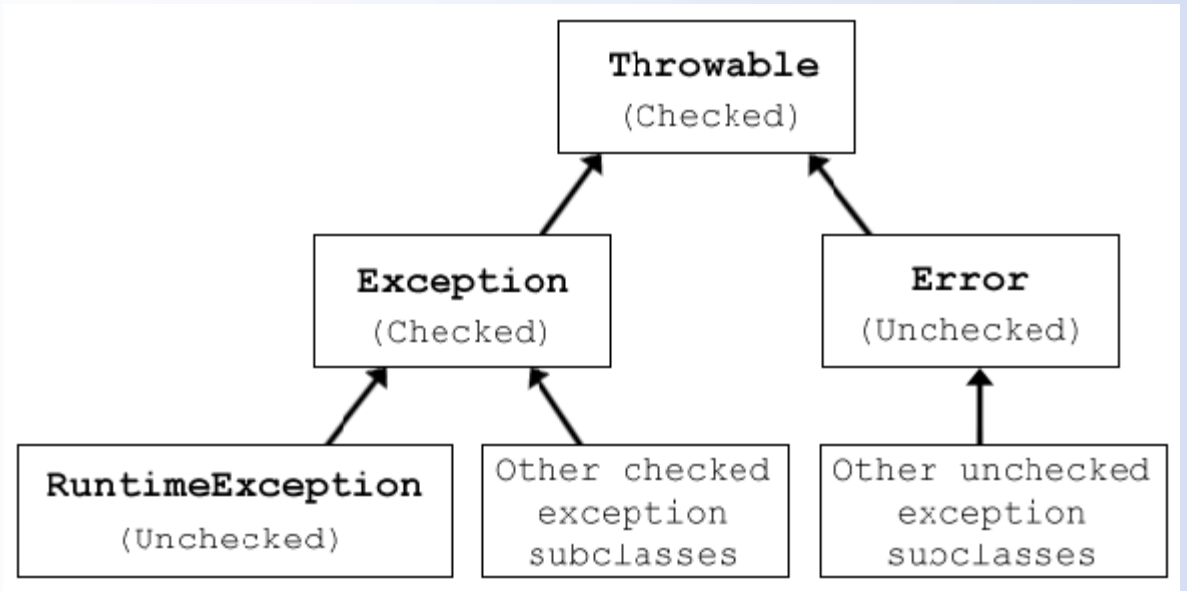 Throwable
(Checked)
Exception
(Checked)
Error
(Unchecked)
RuntimeException
(Unchecked)
Other checked
exception
subclasses
Other unchecked
exception
subclasses